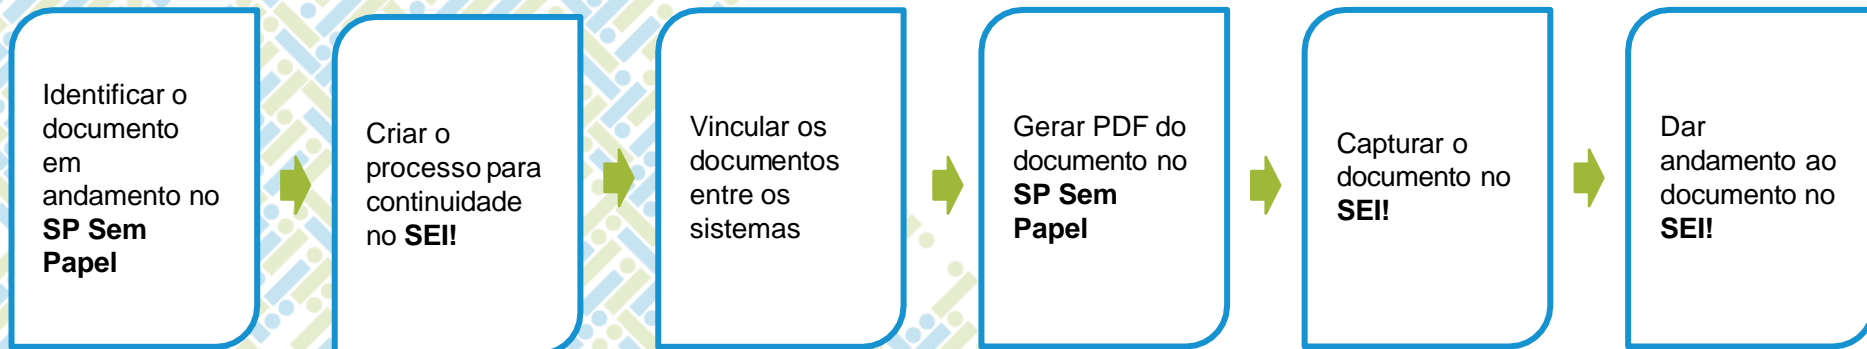 Identificar o
documento
em
andamento no
SP Sem
Papel
Criar o
processo para
continuidade
no SEI!
Vincular os
documentos
entre os
sistemas
Gerar PDF do
documento no
SP Sem
Papel
Capturar o
documento no
SEI!
Dar
andamento ao
documento no
SEI!